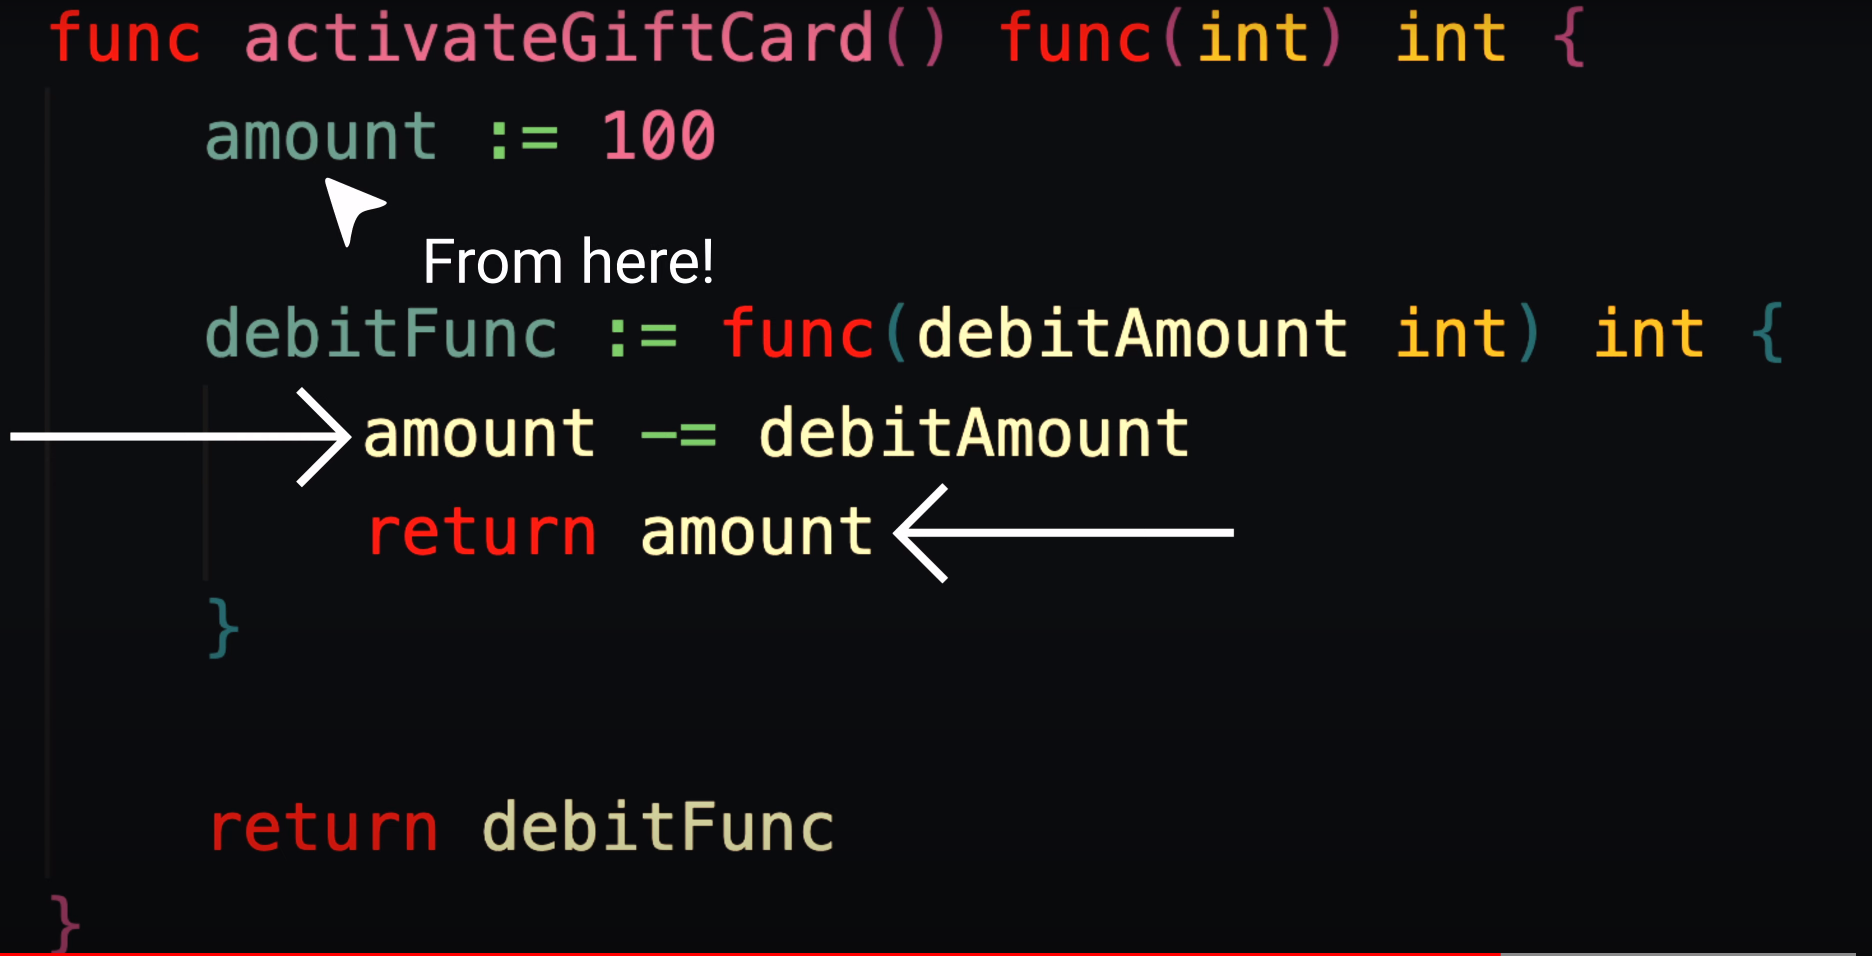 func activateGiftCard() func(int) int {
amount := 100
From here!
debitFunc := func(debitAmount int) int {
amount -= debitAmount
return amount
}
return debitFunc
}